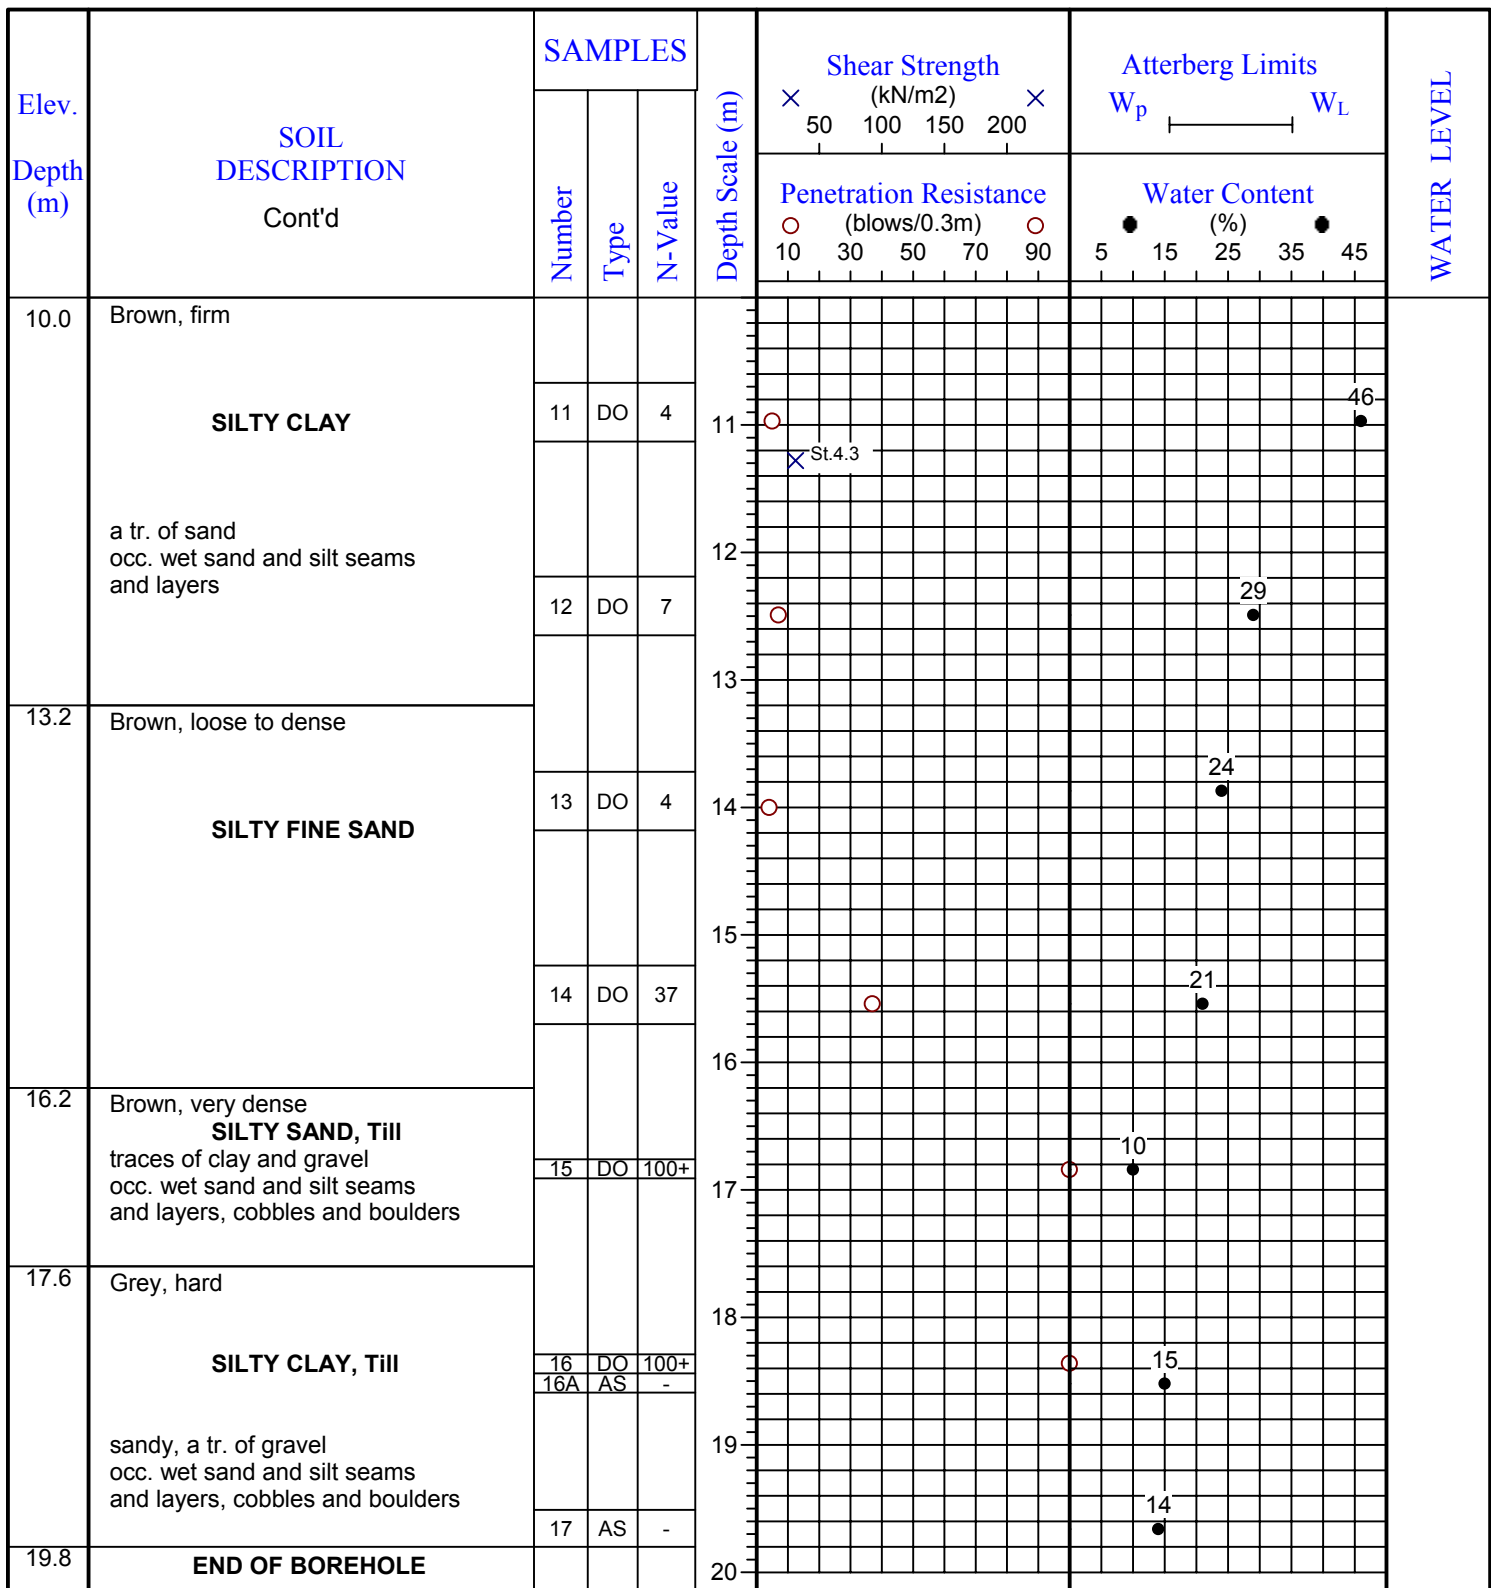 Elev.
Depth
(m)
SOIL
DESCRIPTION
Cont'd
SAMPLES
Number
Type
N-Value
Depth Scale (m)
Shear Strength
(kN/m2)
50 100 150 200
Penetration Resistance
(blows/0.3m)
10 30 50 70 90
Atterberg Limits
Wp WL
Water Content
(%)
5 15 25 35 45
WATER LEVEL
10.0 Brown, firm
46
SILTY CLAY 11 DO 4
11
St.4.3
a tr. of sand
occ. wet sand and silt seams
12
and layers
29
12 DO 7
13
13.2 Brown, loose to dense
24
13 DO 4
14
SILTY FINE SAND
15
21
14 DO 37
16
16.2 Brown, very dense
SILTY SAND, Till
10
traces of clay and gravel
15 DO 100+
occ. wet sand and silt seams
17
and layers, cobbles and boulders
17.6 Grey, hard
18
15
SILTY CLAY, Till 16 DO 100+
16A AS -
sandy, a tr. of gravel
19
occ. wet sand and silt seams
and layers, cobbles and boulders
14
17 AS -
19.8 END OF BOREHOLE
20